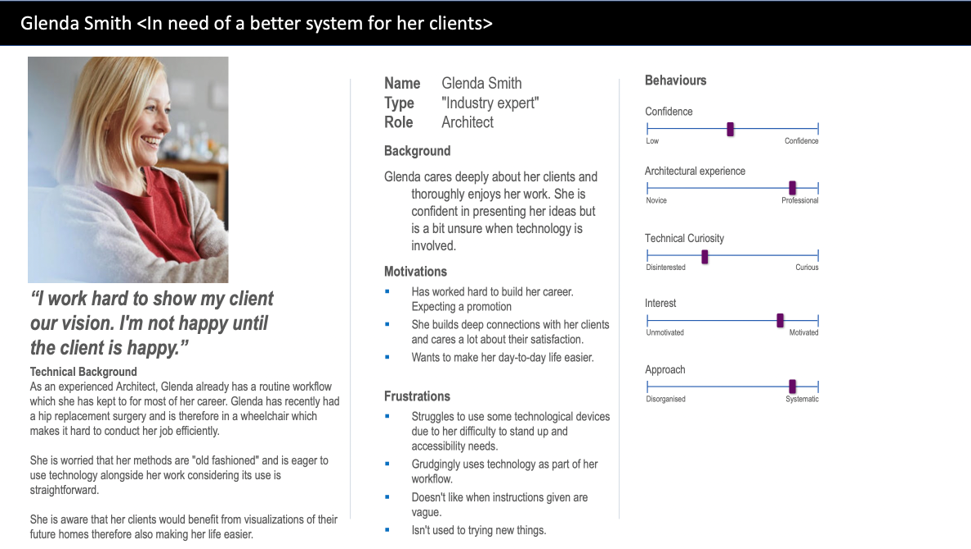 Glenda Smith <In need of a better system for her clients>
“I work hard to show my client
our vision. I'm not happy until
the client is happy.”
Technical Background
As an experienced Architect, Glenda already has a routine workflow
which she has kept to for most of her career. Glenda has recently had
a hip replacement surgery and is therefore in a wheelchair which
makes it hard to conduct her job efficiently.
She is worried that her methods are "old fashioned" and is eager to
use technology alongside her work considering its use is
straightforward.
She is aware that her clients would benefit from visualizations of their
future homes therefore also making her life easier.
Name Glenda Smith
Type "Industry expert"
Role Architect
Background
Glenda cares deeply about her clients and
thoroughly enjoys her work. She is
confident in presenting her ideas but
is a bit unsure when technology is
involved.
Motivations
Has worked hard to build her career.
Expecting a promotion
She builds deep connections with her clients
and cares a lot about their satisfaction.
Wants to make her day-to-day life easier.
Frustrations
Struggles to use some technological devices
due to her difficulty to stand up and
accessibility needs.
Grudgingly uses technology as part of her
workflow.
Doesn't like when instructions given are
vague.
Isn't used to trying new things.
Behaviours
Confidence
Low Confidence
Architectural experience
Novice Professional
Technical Curiosity
Disinterested Curious
Interest
Unmotivated Motivated
Approach
Disorganised Systematic